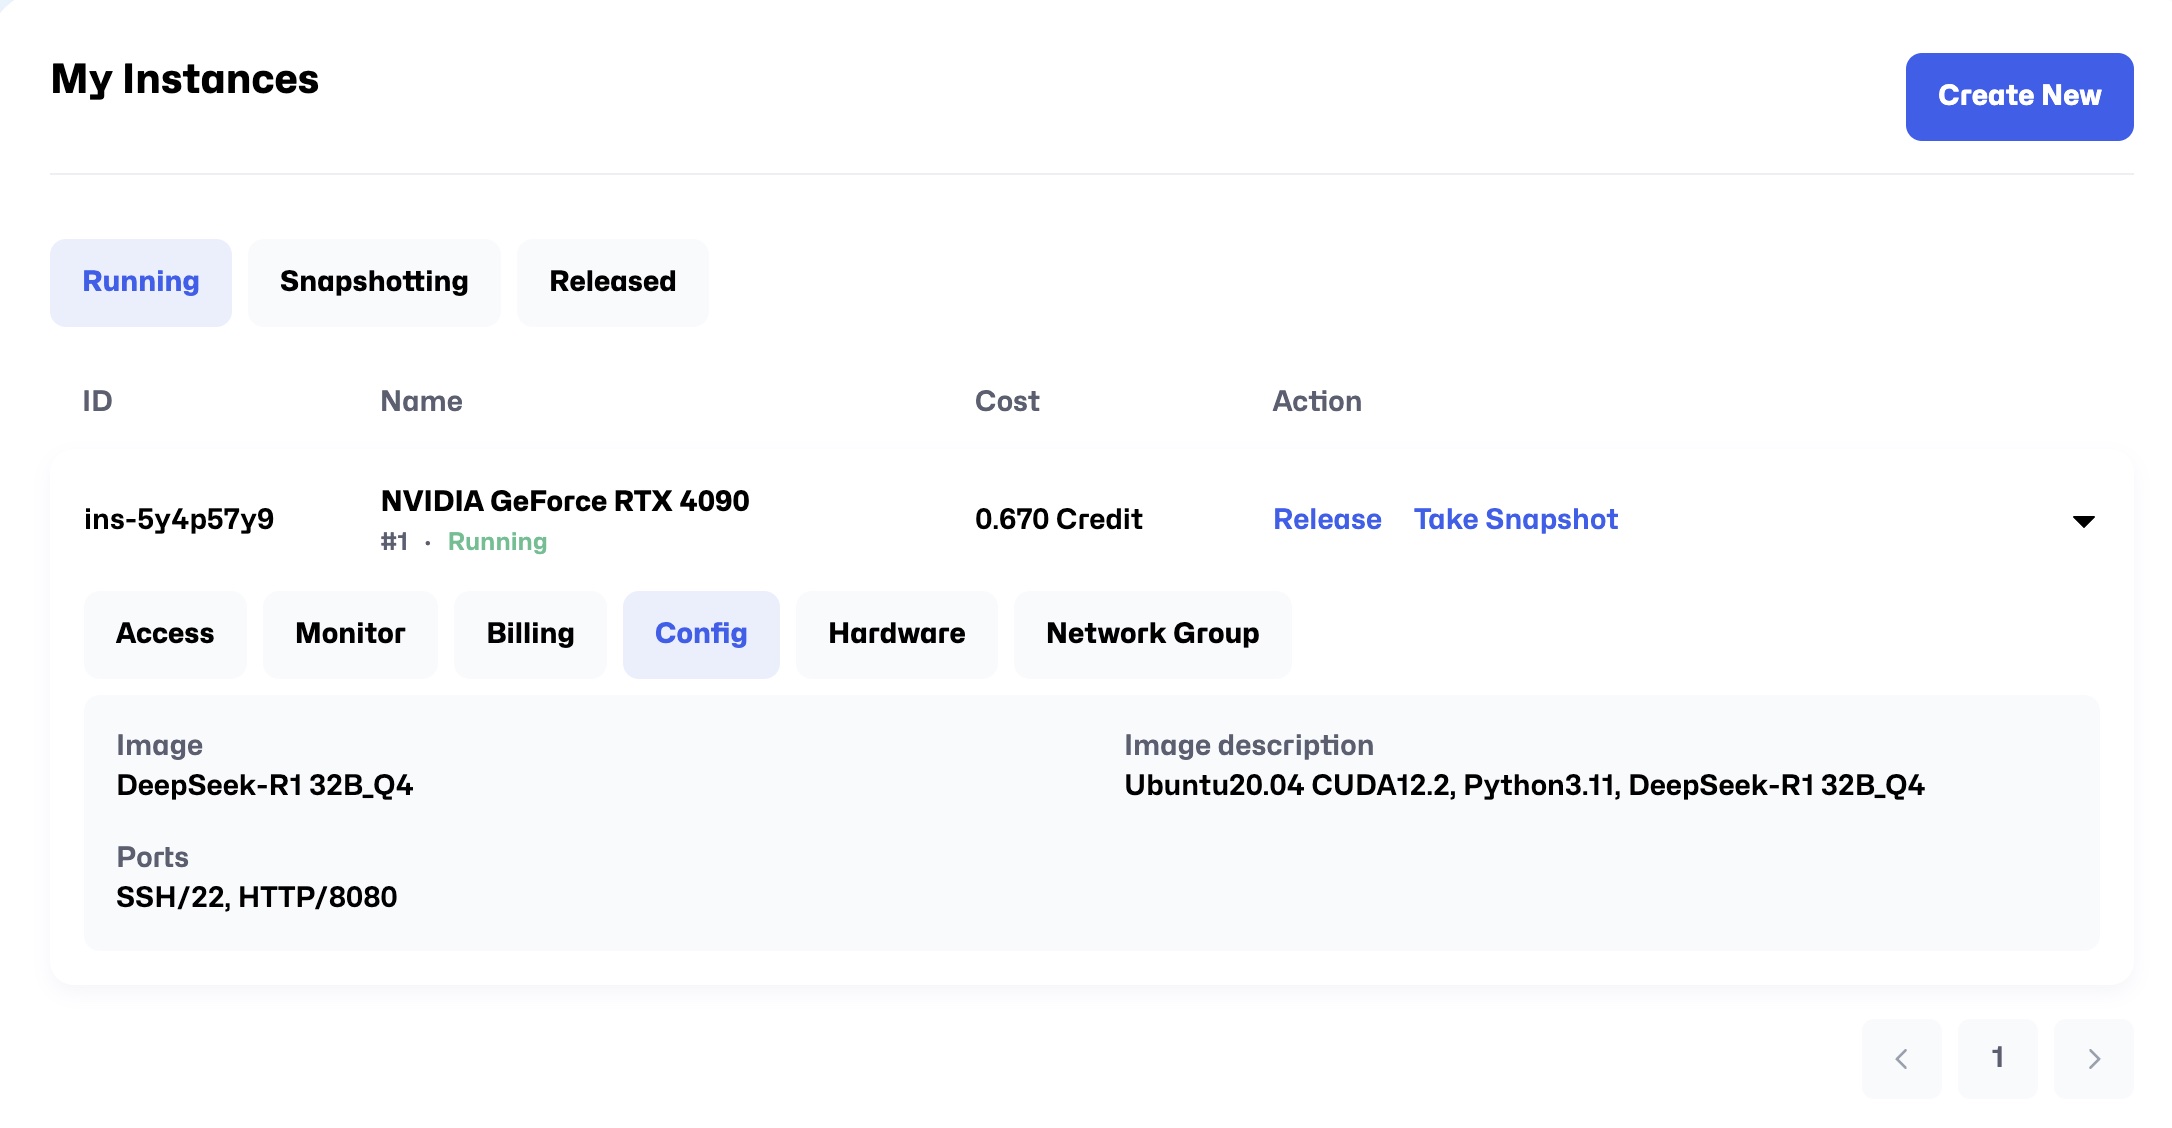 My Instances
Create New
Running
Snapshotting
Released
ID
Name
Cost
Action
ins-5y4p57y9
NVIDIA GeForce RTX 4090
#1 · Running
0.670 Credit
Release
Take Snapshot
Access
Monitor
Billing
Config
Hardware
Network Group
Image
DeepSeek-R1 32B_Q4
Image description
Ubuntu20.04 CUDA12.2, Python3.11, DeepSeek-R1 32B_Q4
Ports
SSH/22, HTTP/8080
1